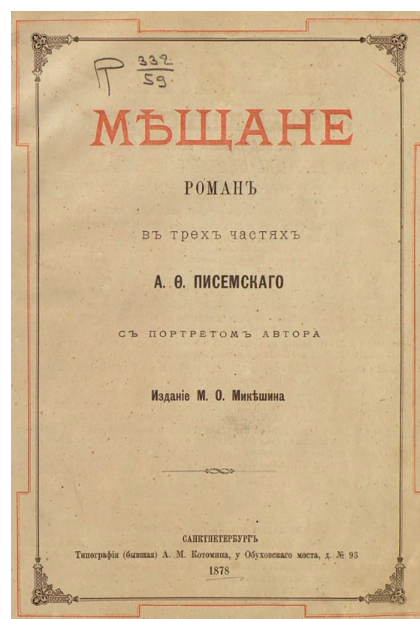 Р 332
59.
МѢЩАНЕ
РОМАНЪ
въ трехъ частяхъ
А. Ѳ. ПИСЕМСКАГО
СЪ ПОРТРЕТОМЪ АВТОРА
Изданіе М. О. Микѣшина
САНКТПЕТЕРБУРГЪ
Типографія (бывшая) А. М. Котомина, у Обуховскаго моста, д. № 93
1878